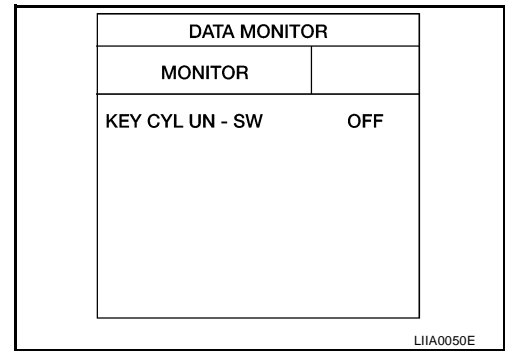 DATA MONITOR
MONITOR
KEY CYL UN - SW OFF
LIIA0050E